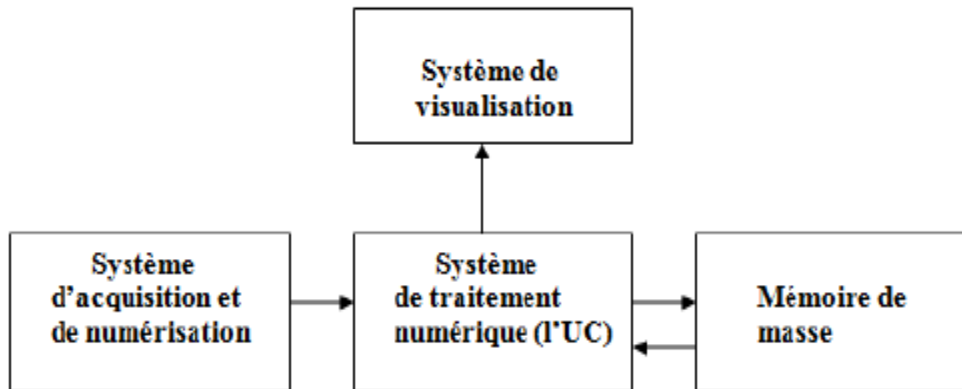 Système de
visualisation
Système
d'acquisition et
de numérisation
Système
de traitement
numérique (l'UC)
Mémoire de
masse